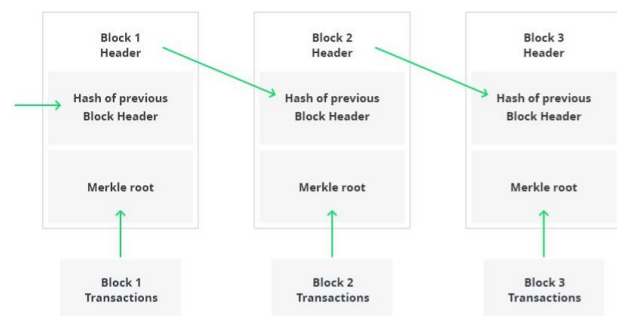 Block 1
Header
Hash of previous
Block Header
Merkle root
Block 1
Transactions
Block 2
Header
Hash of previous
Block Header
Merkle root
Block 2
Transactions
Block 3
Header
Hash of previous
Block Header
Merkle root
Block 3
Transactions